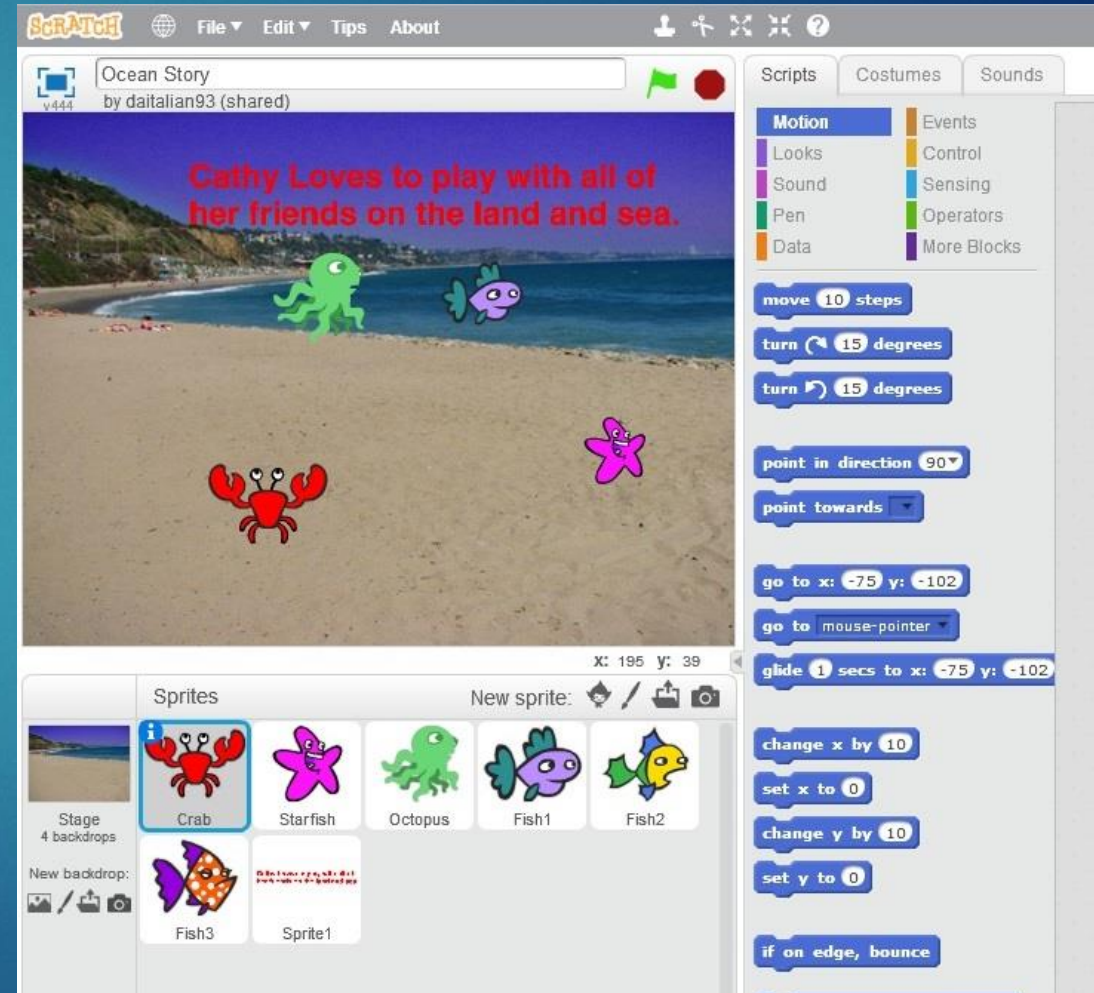 SCRATCH File Edit Tips About
v444
Ocean Story
by daitalian93 (shared)
Cathy Loves to play with all of
her friends on the land and sea.
x: 195 y: 39
Sprites New sprite:
Stage
4 backdrops
New backdrop:
Crab Starfish Octopus Fish1 Fish2
Fish3 Sprite1
Scripts Costumes Sounds
Motion Events
Looks Control
Sound Sensing
Pen Operators
Data More Blocks
move 10 steps
turn 15 degrees
turn 15 degrees
point in direction 90
point towards
go to x: -75 y: -102
go to mouse-pointer
glide 1 secs to x: -75 y: -102
change x by 10
set x to 0
change y by 10
set y to 0
if on edge, bounce